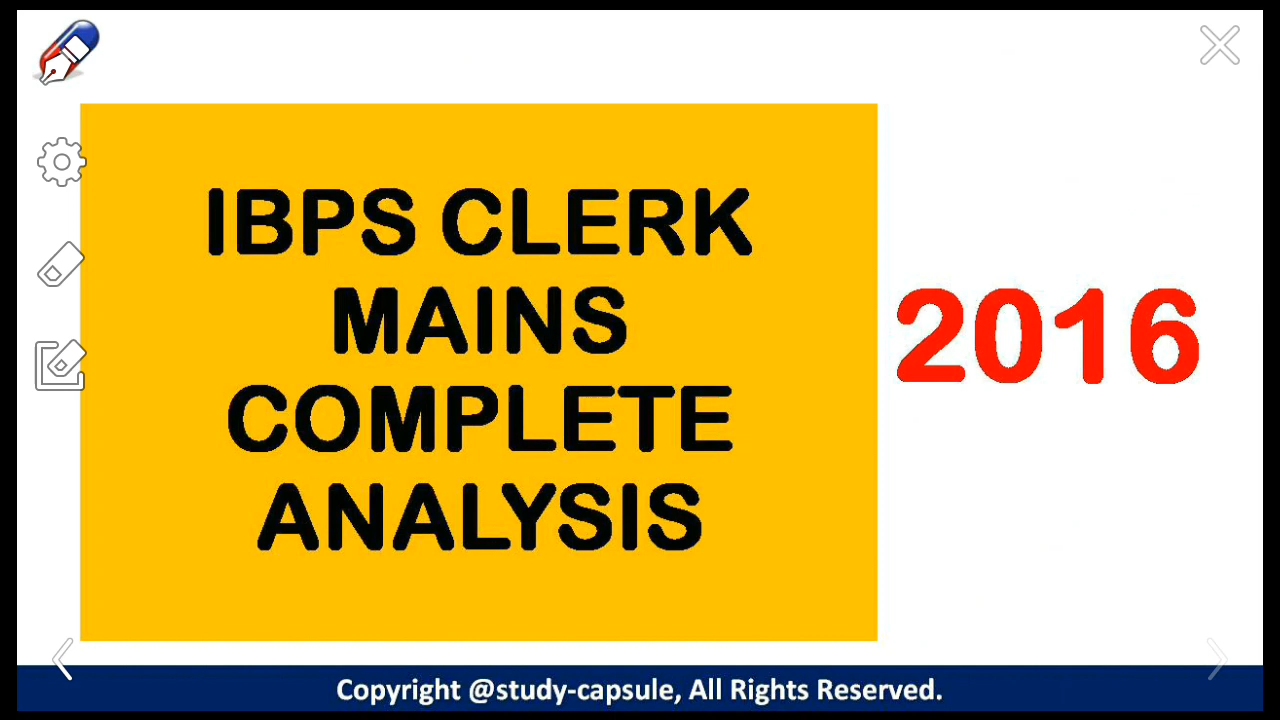 IBPS CLERK
MAINS
COMPLETE
ANALYSIS
2016
Copyright @study-capsule, All Rights Reserved.